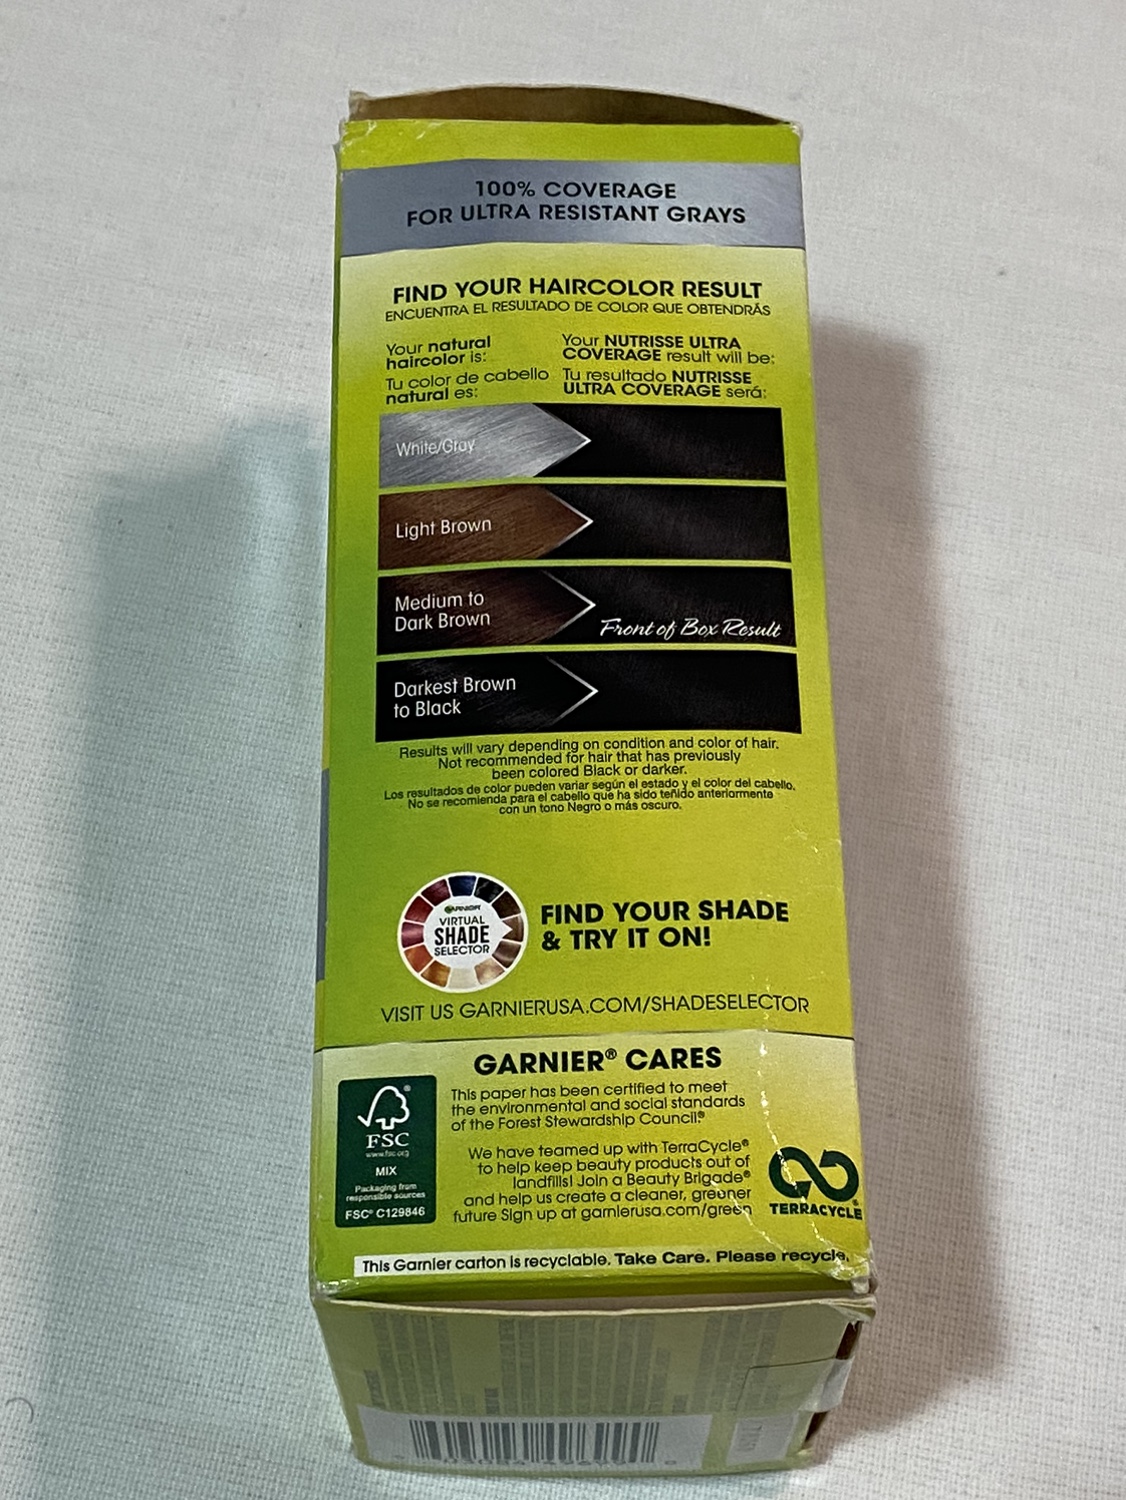 100% COVERAGE
FOR ULTRA RESISTANT GRAYS
FIND YOUR HAIRCOLOR RESULT
ENCUENTRA EL RESULTADO DE COLOR QUE OBTENDRÁS
Your natural
haircolor is:
Tu color de cabello
natural es:
Your NUTRISSE ULTRA
COVERAGE result will be:
Tu resultado NUTRISSE
ULTRA COVERAGE será:
White/Gray
Light Brown
Medium to
Dark Brown
Front of Box Result
Darkest Brown
to Black
Results will vary depending on condition and color of hair.
Not recommended for hair that has previously
been colored Black or darker.
Los resultados de color pueden variar según el estado y el color del cabello.
No se recomienda para el cabello que ha sido teñido anteriormente
con un tono Negro o más oscuro.
GARNIER
VIRTUAL
SHADE
SELECTOR
FIND YOUR SHADE
& TRY IT ON!
VISIT US GARNIERUSA.COM/SHADESELECTOR
GARNIER® CARES
FSC
www.fsc.org
MIX
Packaging from
responsible sources
FSC® C129846
This paper has been certified to meet
the environmental and social standards
of the Forest Stewardship Council.®
We have teamed up with TerraCycle®
to help keep beauty products out of
landfills! Join a Beauty Brigade®
and help us create a cleaner, greener
future Sign up at garnierusa.com/green
TERRACYCLE®
This Garnier carton is recyclable. Take Care. Please recycle.